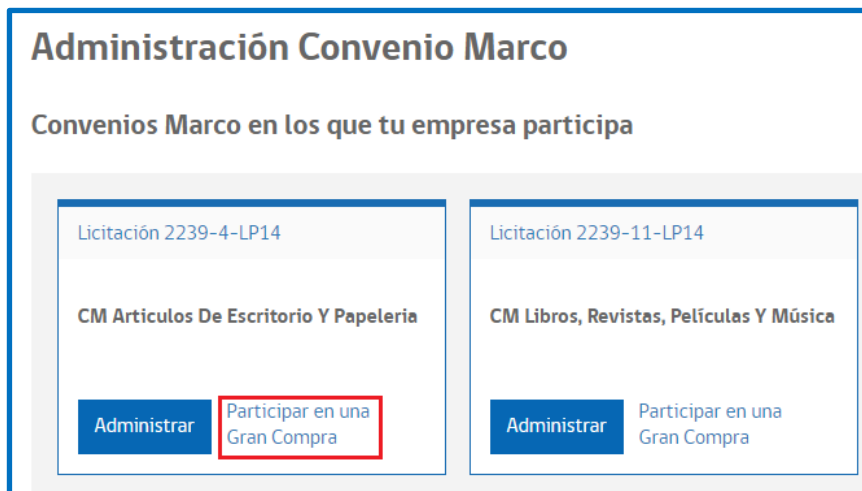 Administración Convenio Marco
Convenios Marco en los que tu empresa participa
Licitación 2239-4-LP14
CM Articulos De Escritorio Y Papeleria
Administrar
Participar en una
Gran Compra
Licitación 2239-11-LP14
CM Libros, Revistas, Películas Y Música
Administrar
Participar en una
Gran Compra